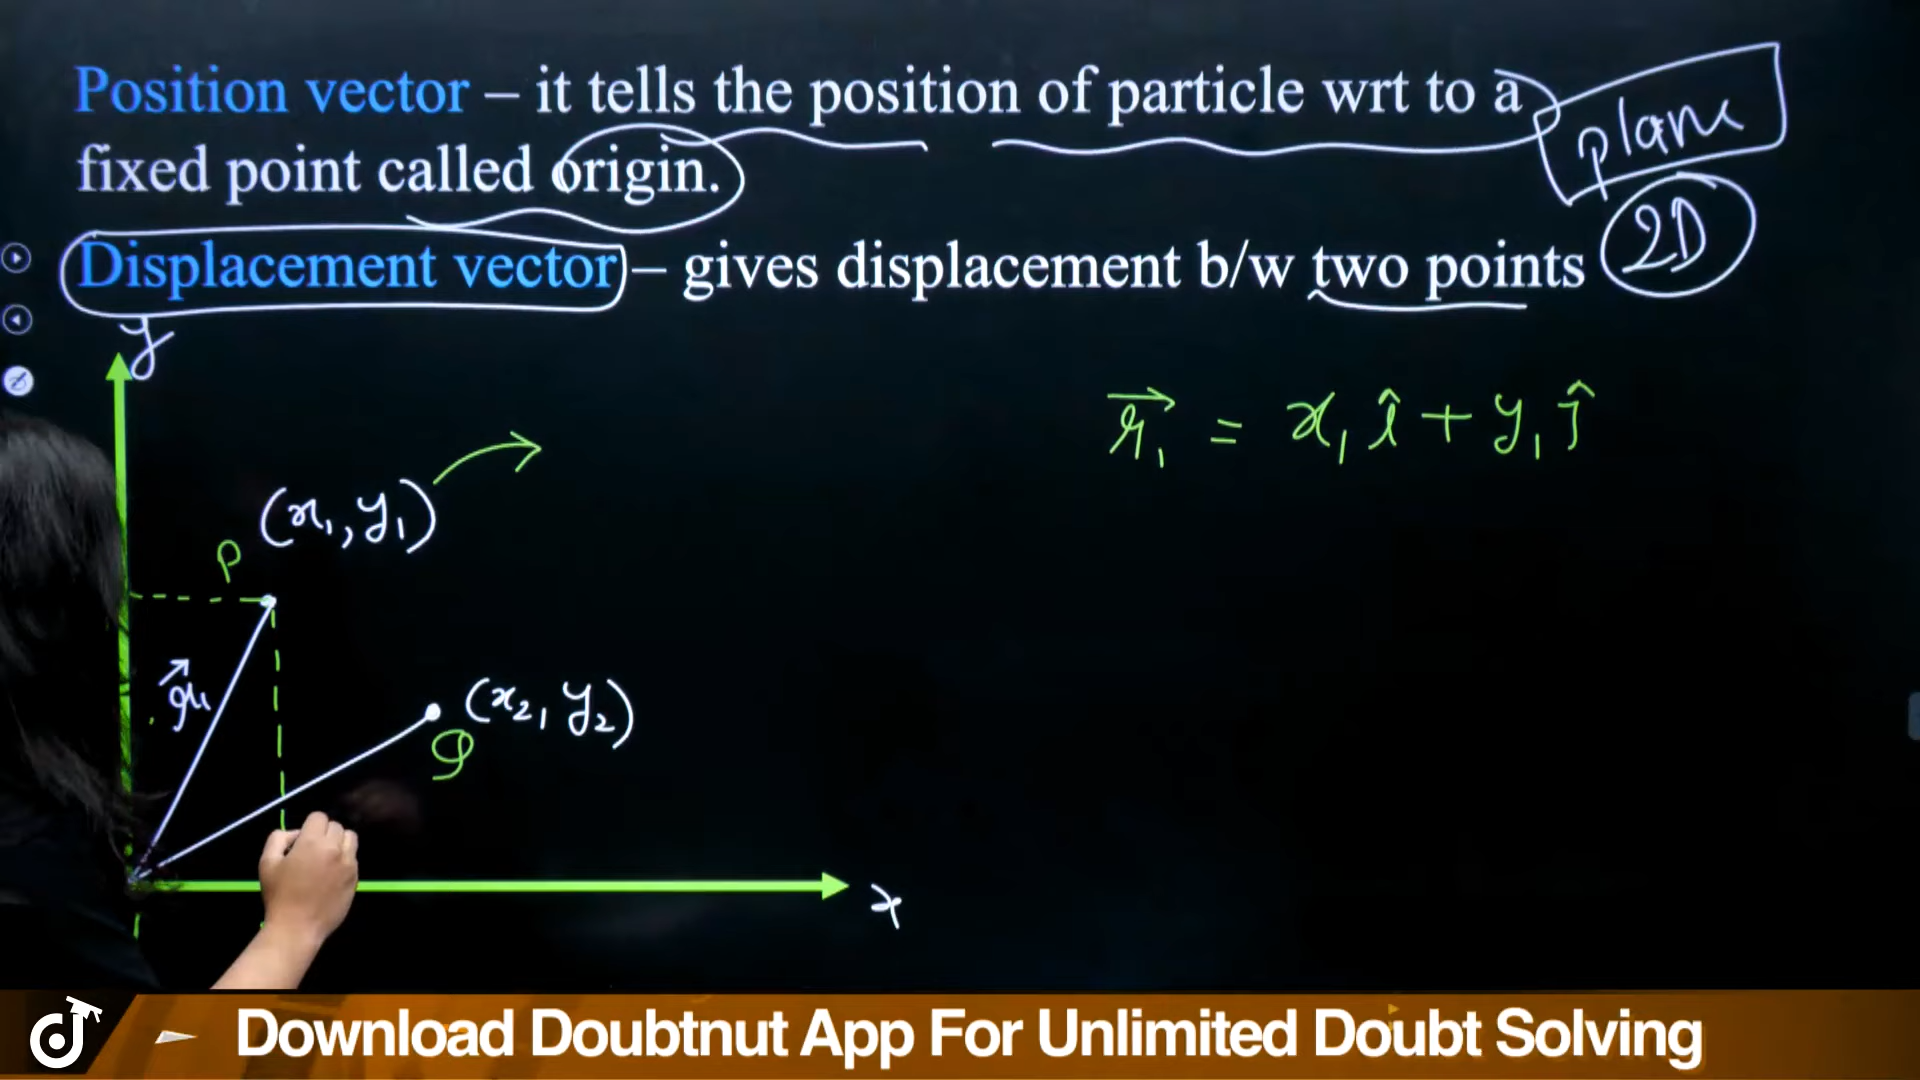 Position vector – it tells the position of particle wrt to a
fixed point called origin.
plane
2D
Displacement vector – gives displacement b/w two points
y
r⃗₁ = x₁ î + y₁ ĵ
(x₁, y₁)
P
r⃗₁
(x₂, y₂)
Q
x
Download Doubtnut App For Unlimited Doubt Solving